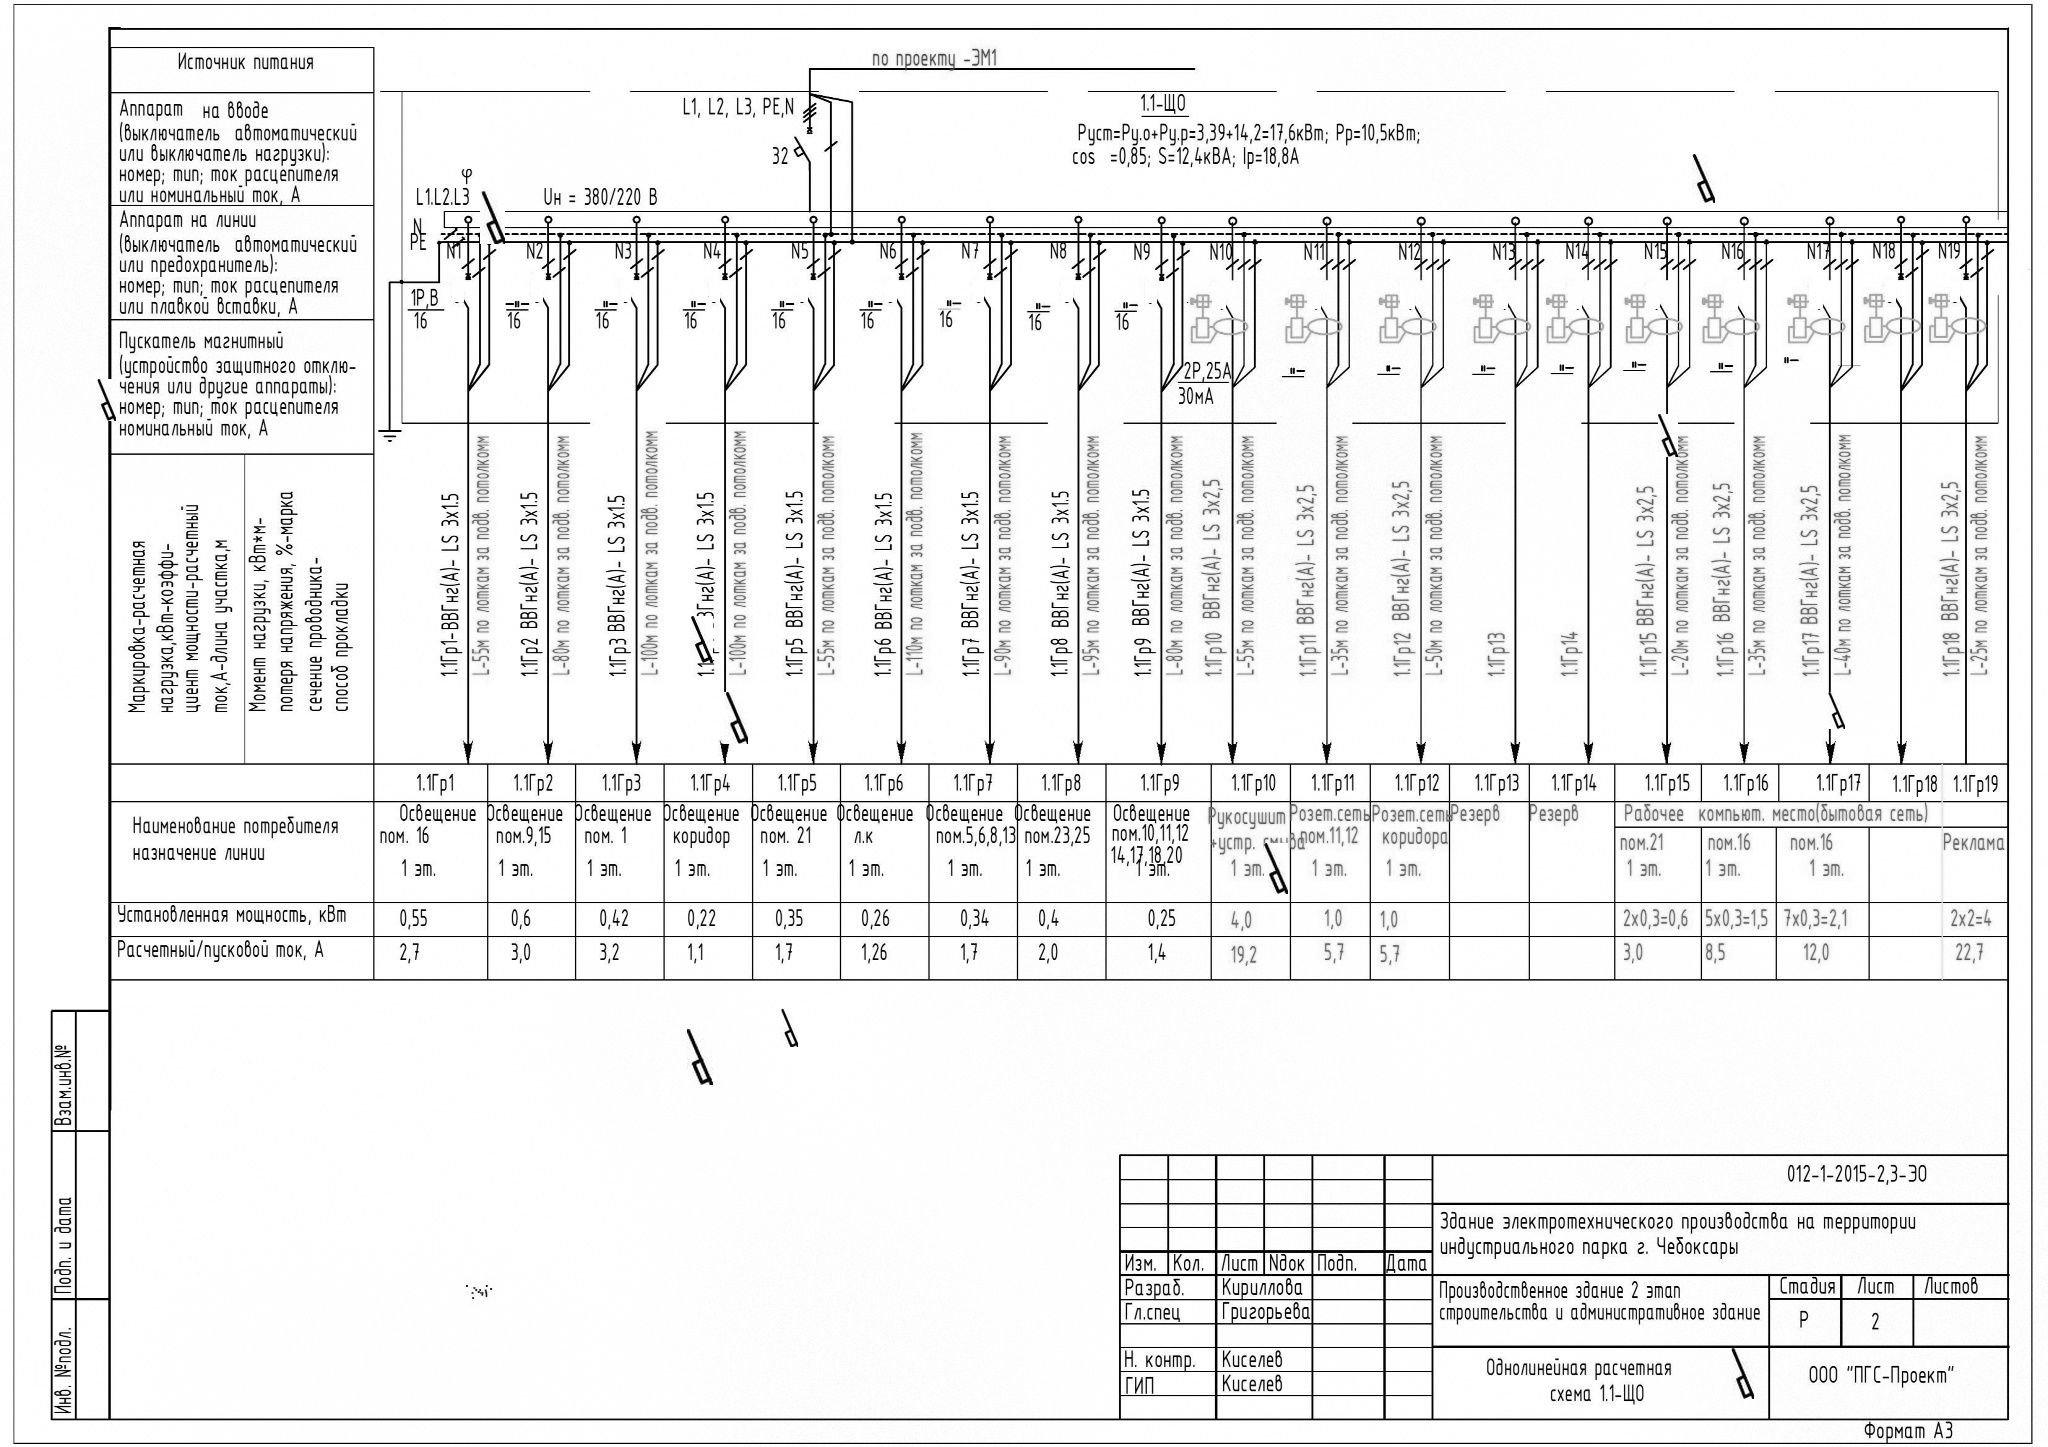 Источник питания
Аппарат на вводе
(выключатель автоматический
или выключатель нагрузки):
номер; тип; ток расцепителя
или номинальный ток, А
Аппарат на линии
(выключатель автоматический
или предохранитель):
номер; тип; ток расцепителя
или плавкой вставки, А
Пускатель магнитный
(устройство защитного отклю-
чения или другие аппараты):
номер; тип; ток расцепителя
номинальный ток, А
Маркировка-расчетная
нагрузка,кВт-коэффи-
циент мощности-расчетный
ток,А-длина участка,м
Момент нагрузки, кВт*м-
потеря напряжения, %-марка
сечение проводника-
способ прокладки
по проекту -ЭМ1
L1, L2, L3, PE,N
32
1.1-ЩО
Руст=Ру.о+Ру.р=3,39+14,2=17,6кВт; Рр=10,5кВт;
cos =0,85; S=12,4кВА; Iр=18,8А
φ
L1.L2.L3
Uн = 380/220 В
N
PE
N1 N2 N3 N4 N5 N6 N7 N8 N9 N10 N11 N12 N13 N14 N15 N16 N17 N18 N19
1Р,В
16 16 16 16 16 16 16 16 16
2Р,25А
30мА
1.1Гр1-ВВГнг(А)- LS 3х1.5
L-55м по лоткам за подв. потолкомм
1.1Гр2 ВВГнг(А)- LS 3х1.5
L-80м по лоткам за подв. потолкомм
1.1Гр3 ВВГнг(А)- LS 3х1.5
L-100м по лоткам за подв. потолкомм
ВГнг(А)- LS 3х1.5
L-100м по лоткам за подв. потолкомм
1.1Гр5 ВВГнг(А)- LS 3х1.5
L-55м по лоткам за подв. потолкомм
1.1Гр6 ВВГнг(А)- LS 3х1.5
L-110м по лоткам за подв. потолкомм
1.1Гр7 ВВГнг(А)- LS 3х1.5
L-90м по лоткам за подв. потолкомм
1.1Гр8 ВВГнг(А)- LS 3х1.5
L-95м по лоткам за подв. потолкомм
1.1Гр9 ВВГнг(А)- LS 3х1.5
L-80м по лоткам за подв. потолкомм
1.1Гр10 ВВГнг(А)- LS 3х2,5
L-55м по лоткам за подв. потолкомм
1.1Гр11 ВВГнг(А)- LS 3х2,5
L-35м по лоткам за подв. потолкомм
1.1Гр12 ВВГнг(А)- LS 3х2,5
L-50м по лоткам за подв. потолкомм
1.1Гр13
1.1Гр14
1.1Гр15 ВВГнг(А)- LS 3х2,5
L-20м по лоткам за подв. потолкомм
1.1Гр16 ВВГнг(А)- LS 3х2,5
L-35м по лоткам за подв. потолкомм
1.1Гр17 ВВГнг(А)- LS 3х2,5
L-40м по лоткам за подв. потолкомм
1.1Гр18 ВВГнг(А)- LS 3х2,5
L-25м по лоткам за подв. потолкомм
1.1Гр1 1.1Гр2 1.1Гр3 1.1Гр4 1.1Гр5 1.1Гр6 1.1Гр7 1.1Гр8 1.1Гр9 1.1Гр10 1.1Гр11 1.1Гр12 1.1Гр13 1.1Гр14 1.1Гр15 1.1Гр16 1.1Гр17 1.1Гр18 1.1Гр19
Наименование потребителя
назначение линии
Освещение
пом. 16
1 эт.
Освещение
пом.9,15
1 эт.
Освещение
пом. 1
1 эт.
Освещение
коридор
1 эт.
Освещение
пом. 21
1 эт.
Освещение
л.к
1 эт.
Освещение
пом.5,6,8,13
1 эт.
Освещение
пом.23,25
1 эт.
Освещение
пом.10,11,12
14,17,18,20
1 эт.
Рукосушит
+устр. смыва
1 эт.
Розет.сеть
пом.11,12
1 эт.
Розет.сеть
коридора
1 эт.
Резерв
Резерв
Рабочее компьют. место(бытовая сеть)
пом.21
1 эт.
пом.16
1 эт.
пом.16
1 эт.
Реклама
Установленная мощность, кВт 0,55 0,6 0,42 0,22 0,35 0,26 0,34 0,4 0,25 4,0 1,0 1,0 2х0,3=0,6 5х0,3=1,5 7х0,3=2,1 2х2=4
Расчетный/пусковой ток, А 2,7 3,0 3,2 1,1 1,7 1,26 1,7 2,0 1,4 19,2 5,7 5,7 3,0 8,5 12,0 22,7
Взам.инв.№
Подп. и дата
Инв. №подл.
012-1-2015-2,3-ЭО
Здание электротехнического производства на территории
индустриального парка г. Чебоксары
Изм. Кол. Лист Nдок Подп. Дата
Разраб. Кириллова
Гл.спец Григорьева
Н. контр. Киселев
ГИП Киселев
Производственное здание 2 этап
строительства и административное здание
Стадия Лист Листов
Р 2
Однолинейная расчетная
схема 1.1-ЩО
ООО "ПГС-Проект"
Формат А3